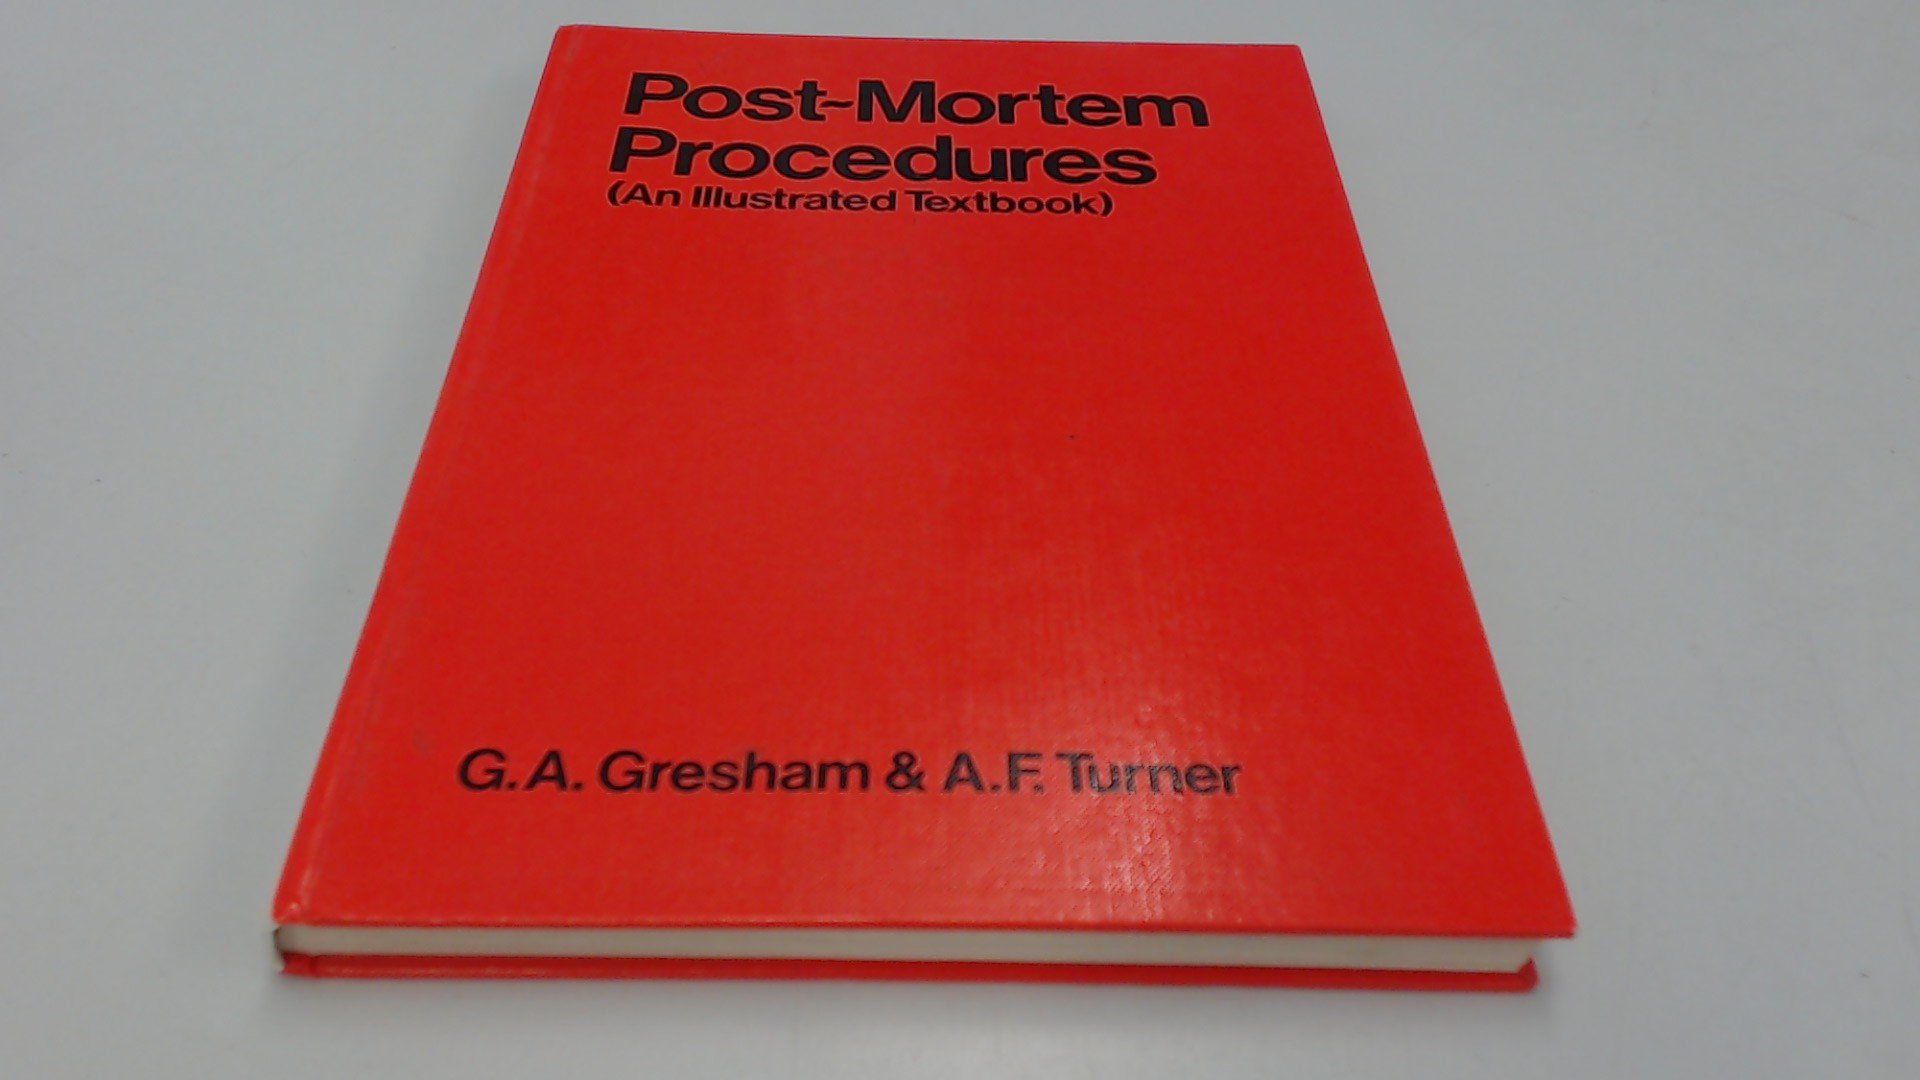 Post-Mortem
Procedures
(An Illustrated Textbook)
G.A. Gresham & A.F. Turner